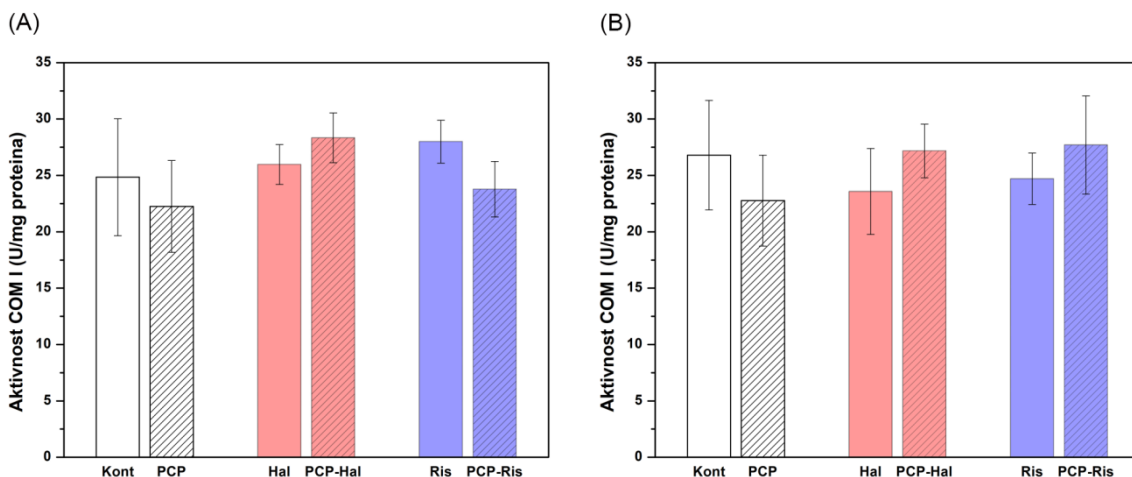 (A)
Aktivnost COM I (U/mg proteina)
35
30
25
20
15
10
5
0
Kont PCP Hal PCP-Hal Ris PCP-Ris
(B)
Aktivnost COM I (U/mg proteina)
35
30
25
20
15
10
5
0
Kont PCP Hal PCP-Hal Ris PCP-Ris